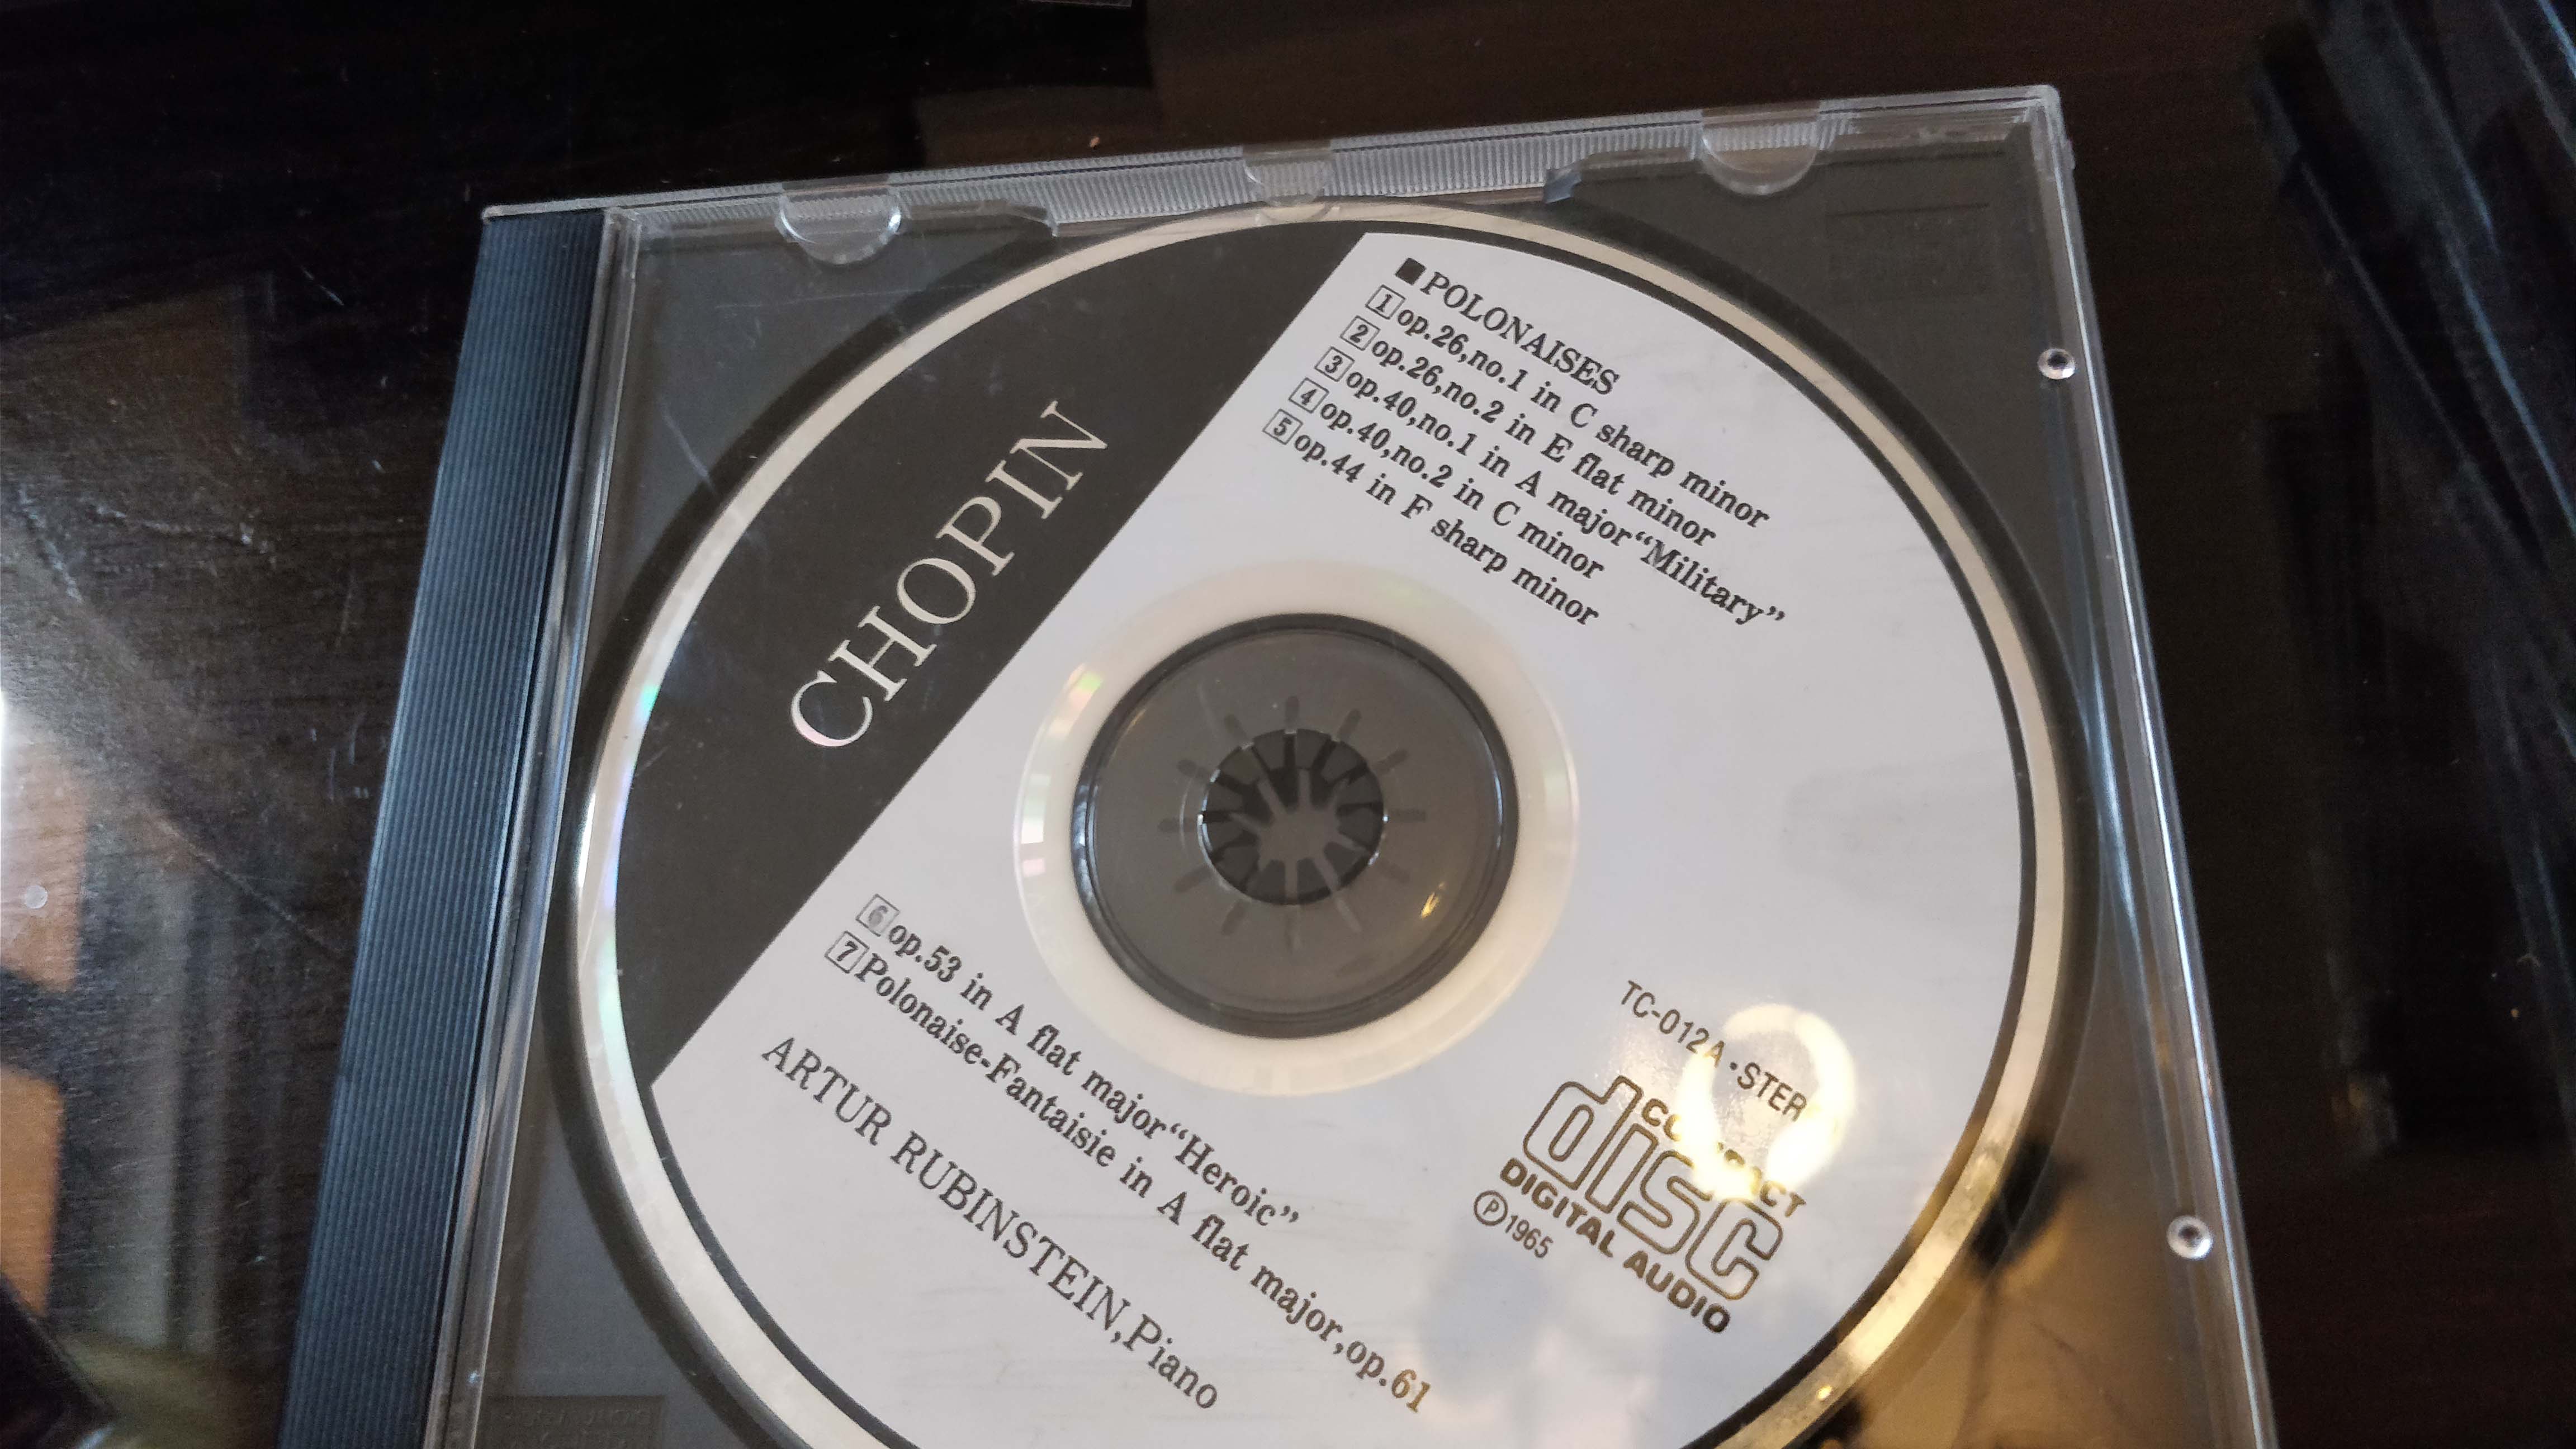 CHOPIN
■POLONAISES
1 op.26,no.1 in C sharp minor
2 op.26,no.2 in E flat minor
3 op.40,no.1 in A major“Military”
4 op.40,no.2 in C minor
5 op.44 in F sharp minor
6 op.53 in A flat major“Heroic”
7 Polonaise-Fantaisie in A flat major,op.61
ARTUR RUBINSTEIN,Piano
TC-012A・STER
COMPACT
disc
DIGITAL AUDIO
Ⓟ1965